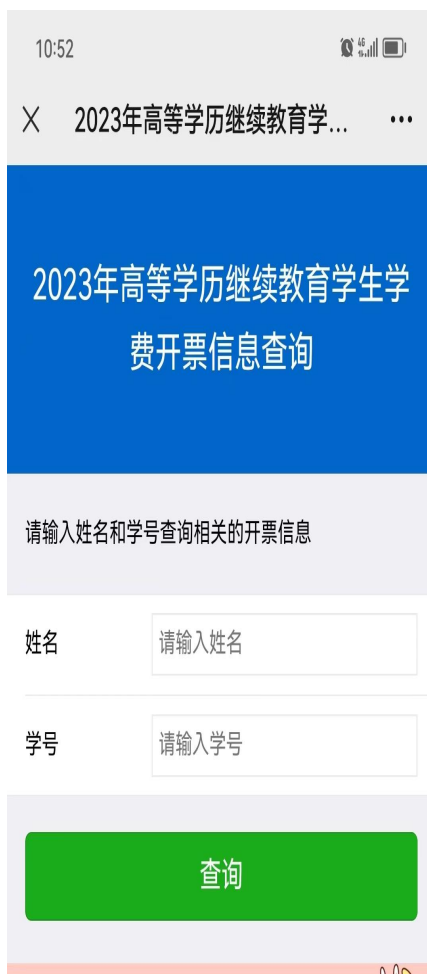 10:52
4G
2023年高等学历继续教育学...
2023年高等学历继续教育学生学
费开票信息查询
请输入姓名和学号查询相关的开票信息
姓名 请输入姓名
学号 请输入学号
查询